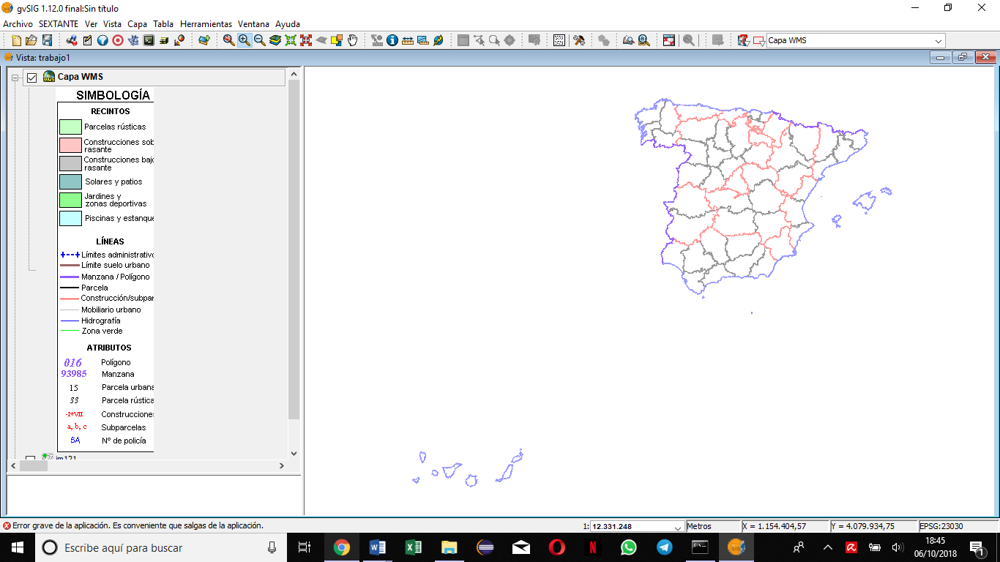 gvSIG 1.12.0 final:Sin título
Archivo SEXTANTE Ver Vista Capa Tabla Herramientas Ventana Ayuda
Capa WMS
Vista: trabajo1
Capa WMS
SIMBOLOGÍA
RECINTOS
Parcelas rústicas
Construcciones sob
rasante
Construcciones bajo
rasante
Solares y patios
Jardines y
zonas deportivas
Piscinas y estanque
LÍNEAS
Límites administrativo
Límite suelo urbano
Manzana / Polígono
Parcela
Construcción/subpar
Mobiliario urbano
Hidrografía
Zona verde
ATRIBUTOS
016 Polígono
93985 Manzana
15 Parcela urbana
33 Parcela rústica
-I+VII Construcciones
a, b, c Subparcelas
5A Nº de policía
im121
Error grave de la aplicación. Es conveniente que salgas de la aplicación.
1: 12.331.248 Metros X = 1.154.404,57 Y = 4.079.934,75 EPSG:23030
Escribe aquí para buscar
18:45
06/10/2018